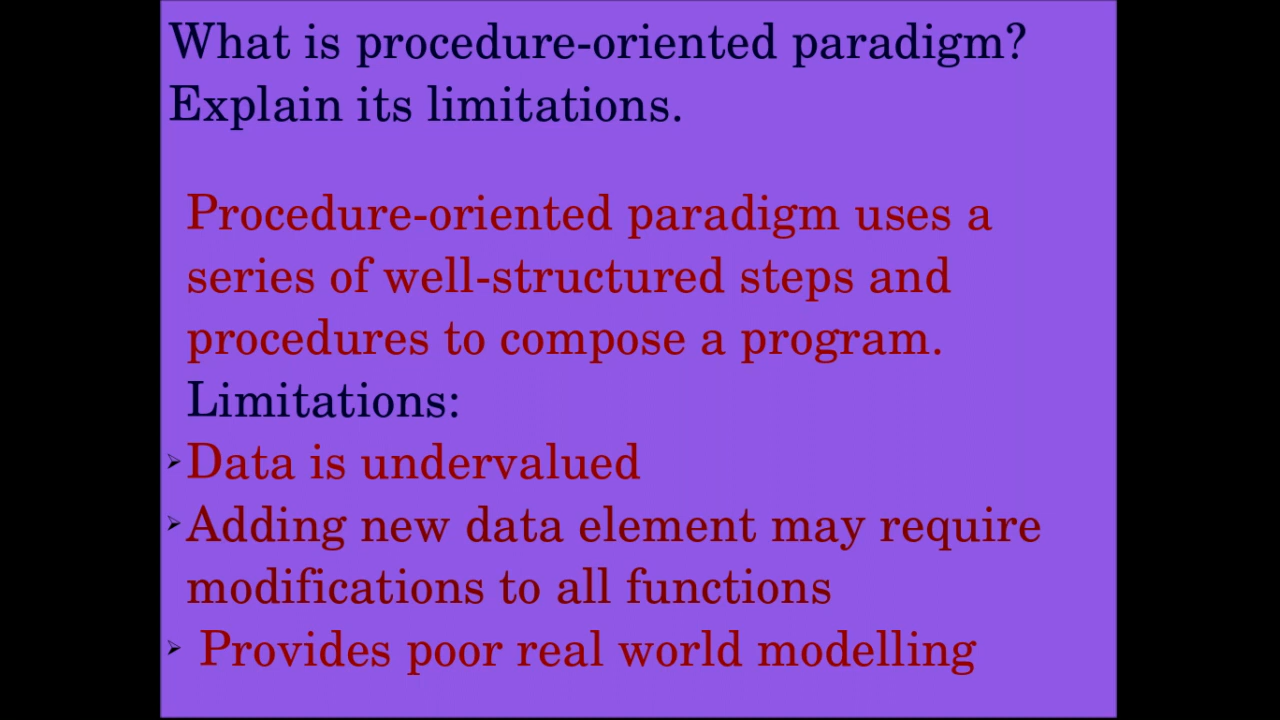 What is procedure-oriented paradigm?
Explain its limitations.
Procedure-oriented paradigm uses a
series of well-structured steps and
procedures to compose a program.
Limitations:
➢Data is undervalued
➢Adding new data element may require
modifications to all functions
➢ Provides poor real world modelling